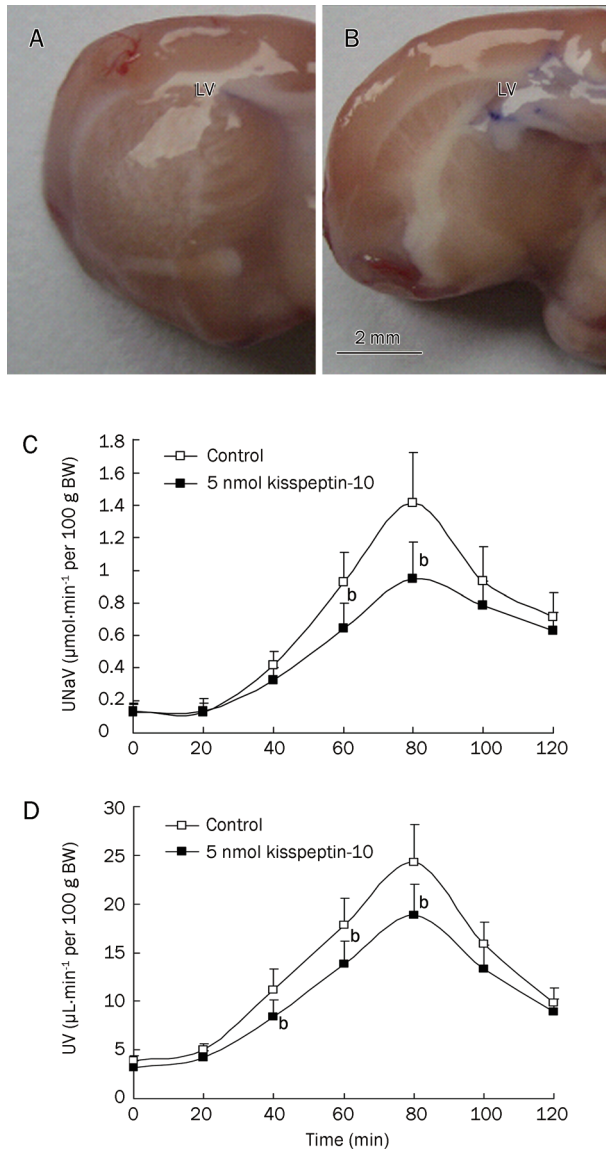 A
LV
B
LV
2 mm
C
UNaV (μmol·min⁻¹ per 100 g BW)
1.8
1.6
1.4
1.2
1
0.8
0.6
0.4
0.2
0
Control
5 nmol kisspeptin-10
b
b
0 20 40 60 80 100 120
D
UV (μL·min⁻¹ per 100 g BW)
30
25
20
15
10
5
0
Control
5 nmol kisspeptin-10
b
b
b
0 20 40 60 80 100 120
Time (min)